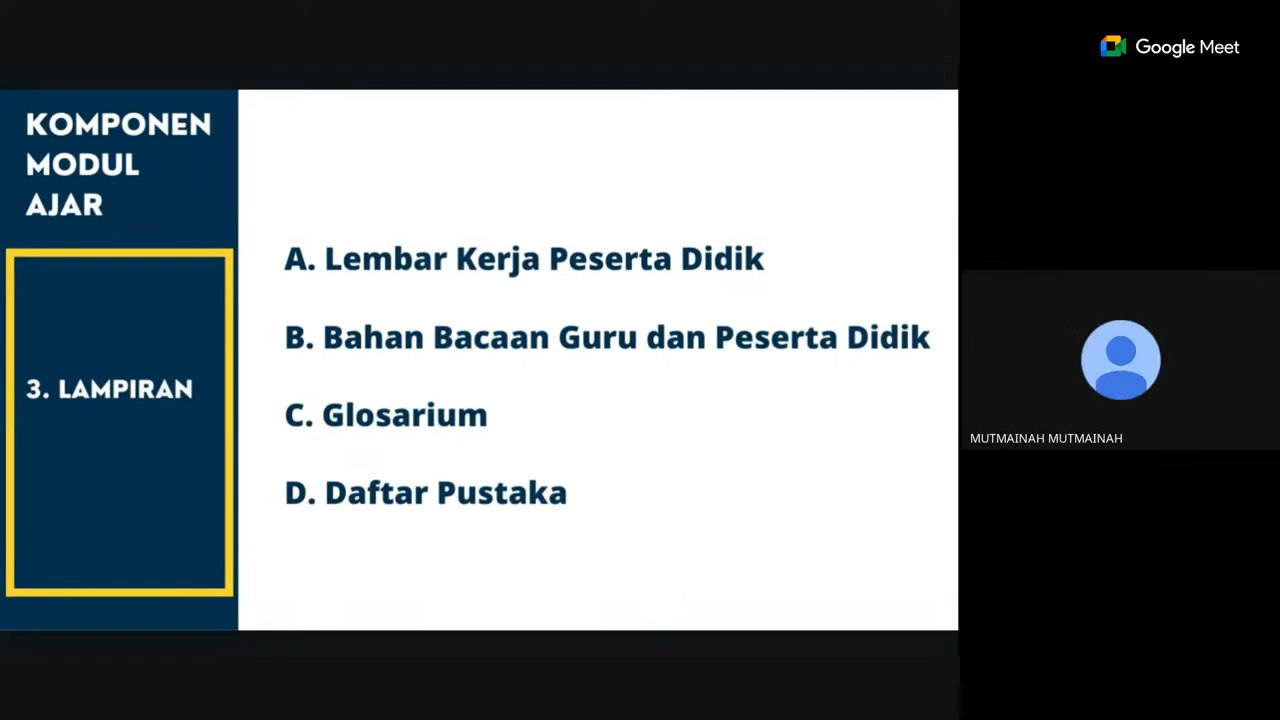 Google Meet
KOMPONEN
MODUL
AJAR
3. LAMPIRAN
A. Lembar Kerja Peserta Didik
B. Bahan Bacaan Guru dan Peserta Didik
C. Glosarium
D. Daftar Pustaka
MUTMAINAH MUTMAINAH